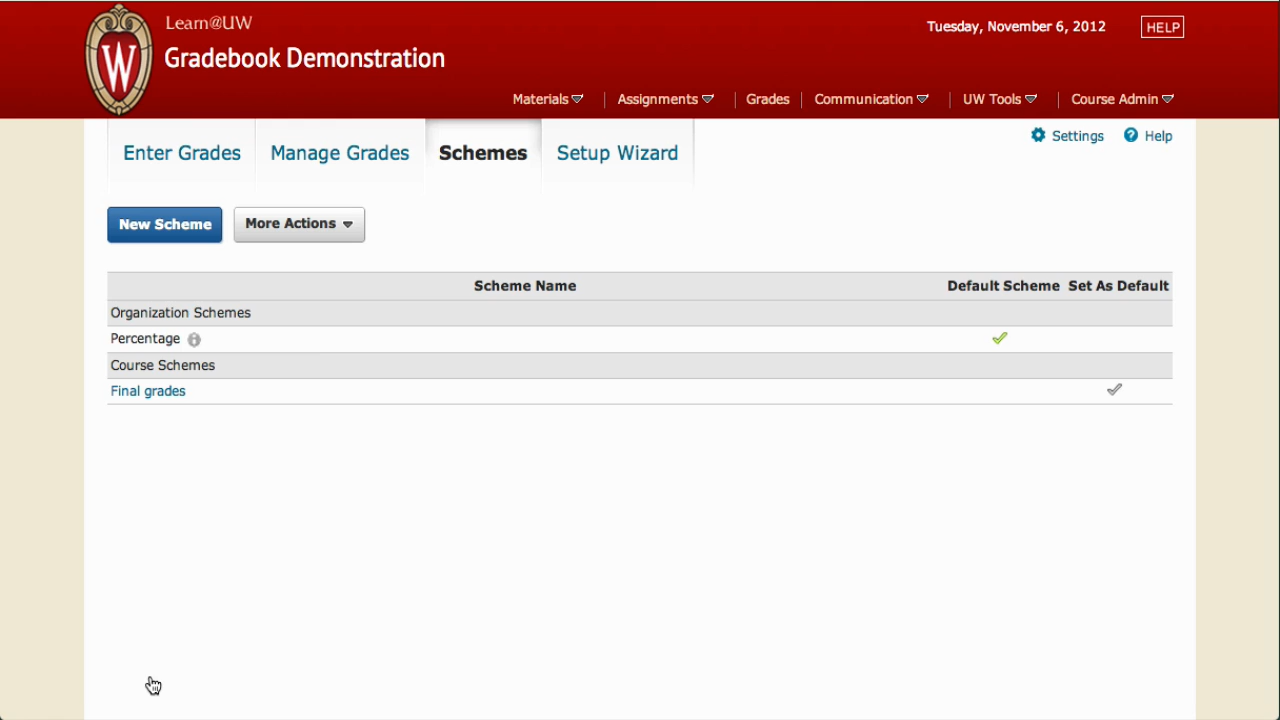 Learn@UW
Tuesday, November 6, 2012
HELP
W
Gradebook Demonstration
Materials
Assignments
Grades
Communication
UW Tools
Course Admin
Settings
Help
Enter Grades
Manage Grades
Schemes
Setup Wizard
New Scheme
More Actions
Scheme Name
Default Scheme
Set As Default
Organization Schemes
Percentage
Course Schemes
Final grades